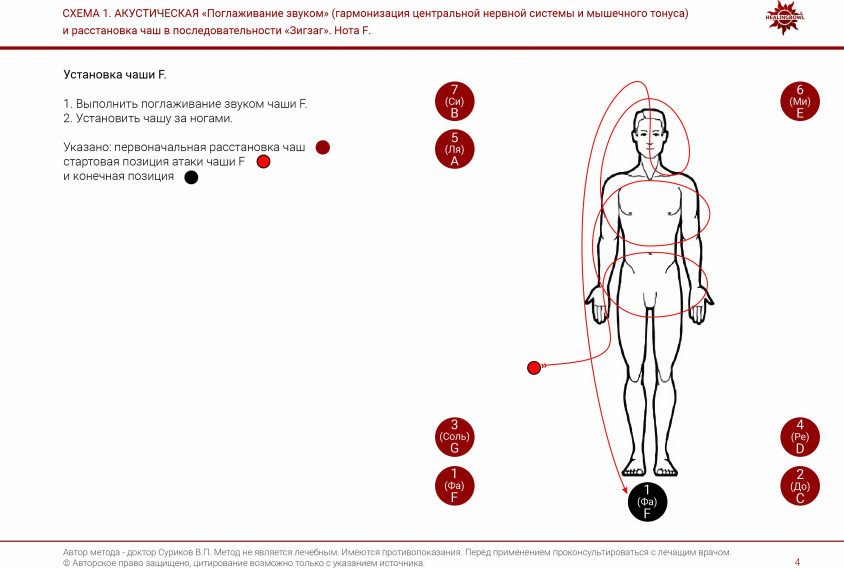 СХЕМА 1. АКУСТИЧЕСКАЯ «Поглаживание звуком» (гармонизация центральной нервной системы и мышечного тонуса)
и расстановка чаш в последовательности «Зигзаг». Нота F.
HEALINGBOWL
Установка чаши F.
1. Выполнить поглаживание звуком чаши F.
2. Установить чашу за ногами.
Указано: первоначальная расстановка чаш
стартовая позиция атаки чаши F
и конечная позиция
7
(Си)
B
5
(Ля)
A
6
(Ми)
E
3
(Соль)
G
1
(Фа)
F
4
(Ре)
D
2
(До)
C
1
(Фа)
F
Автор метода - доктор Суриков В.П. Метод не является лечебным. Имеются противопоказания. Перед применением проконсультироваться с лечащим врачом.
© Авторское право защищено, цитирование возможно только с указанием источника.
4